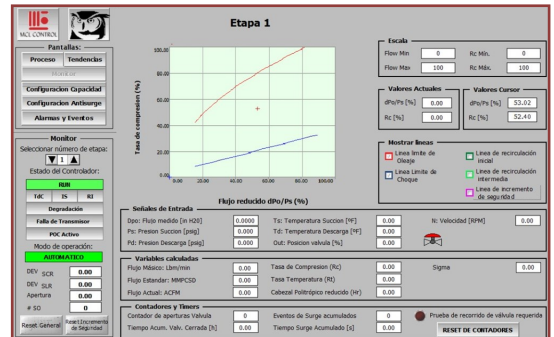 MCL CONTROL
Etapa 1
Pantallas:
Proceso
Tendencias
Monitor
Configuracion Capacidad
Configuracion Antisurge
Alarmas y Eventos
Monitor
Seleccionar número de etapa:
1
Estado del Controlador:
RUN
TdC IS RI
Degradación
Falla de Transmisor
POC Activo
Modo de operación:
AUTOMATICO
DEV SCR 0.00
DEV SLR 0.00
Apertura 0.00
# SO 0
Reset General
Reset Incremento de Seguridad
Tasa de compresion (%)
100.00
80.00
60.00
40.00
20.00
0.00
0.00 20.00 40.00 60.00 80.00 100.00
Flujo reducido dPo/Ps (%)
Escala
Flow Min 0 Rc Mín. 0
Flow Max 100 Rc Máx. 100
Valores Actuales
dPo/Ps [%] 0.00
Rc [%] 0.00
Valores Cursor
dPo/Ps [%] 53.02
Rc [%] 52.40
Mostrar lineas
Linea limite de Oleaje
Linea Limite de Choque
Linea de recirculación inicial
Linea de recirculación intermedia
Linea de incremento de seguridad
Señales de Entrada
Dpo: Flujo medido [in H20] 0.0000
Ts: Temperatura Succion [ºF] 0.00
N: Velocidad [RPM] 0.00
Ps: Presion Succion [psig] 0.0000
Td: Temperatura Descarga [ºF] 0.00
Pd: Presion Descarga [psig] 0.0000
Out: Posicion valvula [%] 0.00
Variables calculadas
Flujo Másico: Lbm/min 0.00
Tasa de Compresion (Rc) 0.00
Sigma 0.00
Flujo Estandar: MMPCSD 0.00
Tasa Temperatura (Rt) 0.00
Flujo Actual: ACFM 0.00
Cabezal Politrópico reducido (Hr) 0.00
Contadores y Timers
Contador de aperturas Valvula 0
Eventos de Surge acumulados 0
Prueba de recorrido de válvula requerida
Tiempo Acum. Valv. Cerrada [h] 0.00
Tiempo Surge Acumulado [s] 0.00
RESET DE CONTADORES